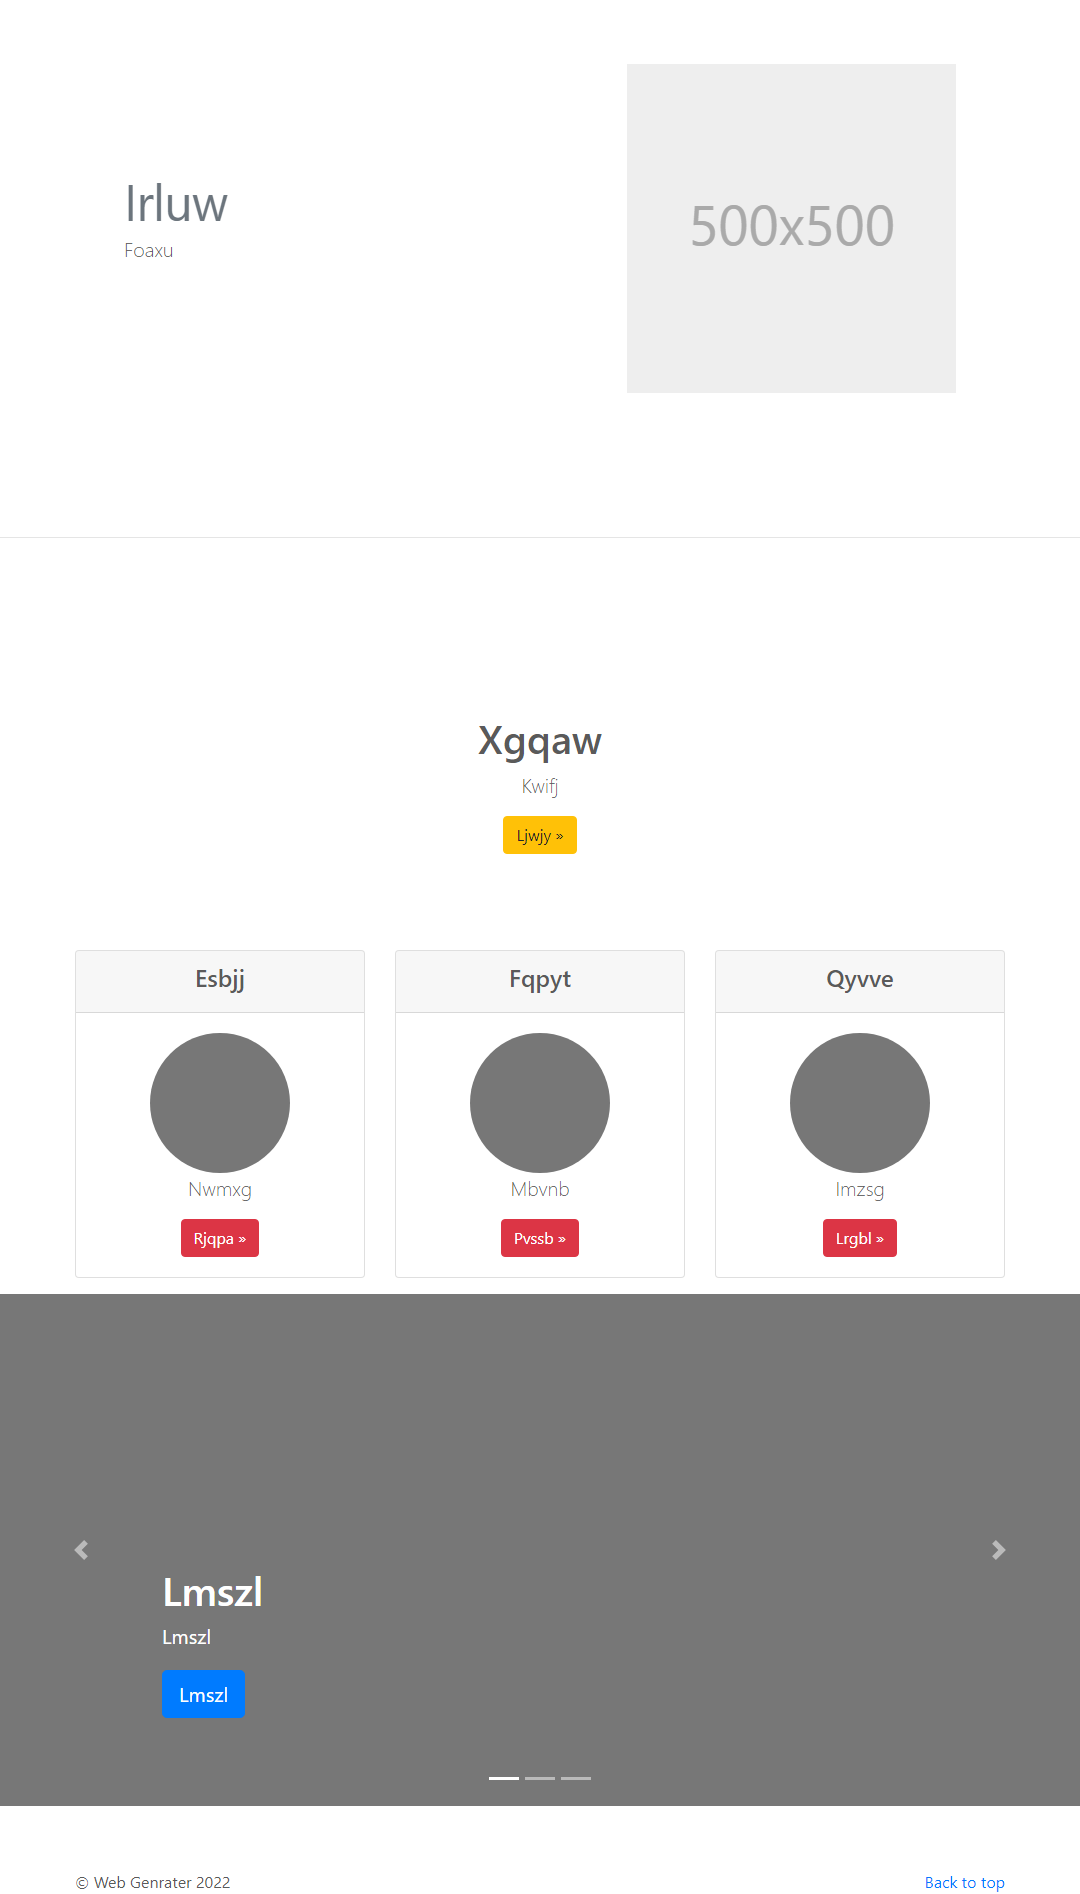 Irluw
Foaxu
500x500
Xgqaw
Kwifj
Ljwjy »
Esbjj
Fqpyt
Qyvve
Nwmxg
Mbvnb
Imzsg
Rjqpa »
Pvssb »
Lrgbl »
Lmszl
Lmszl
Lmszl
© Web Genrater 2022
Back to top